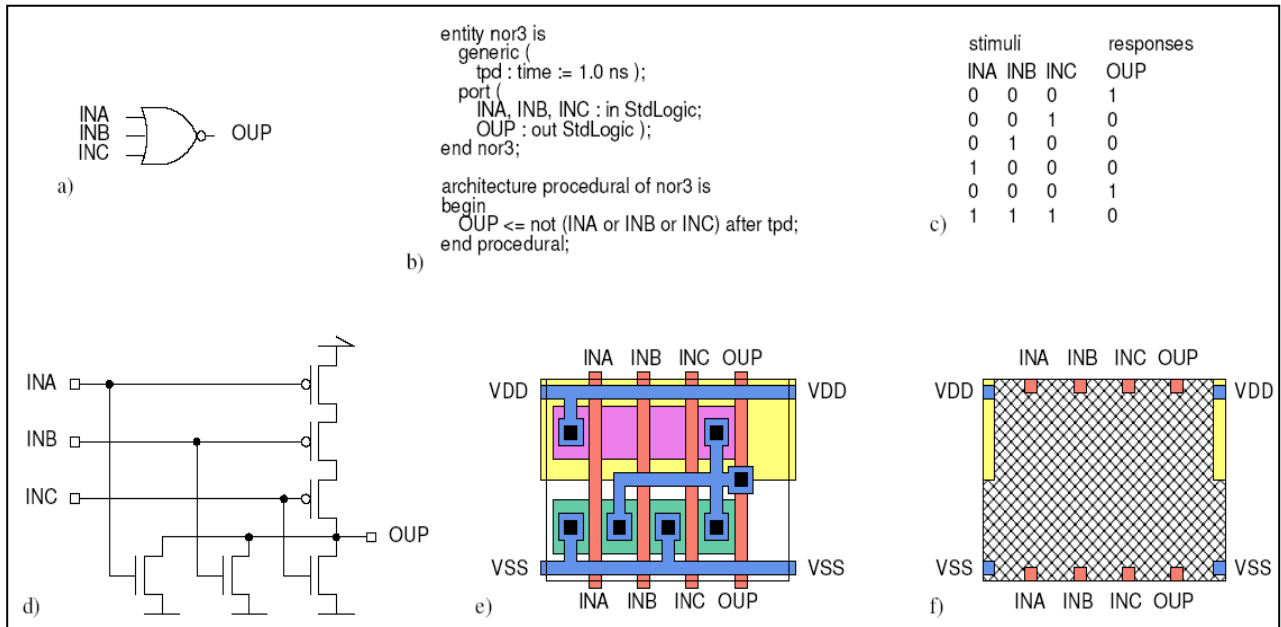 INA
INB
INC
OUP
a)
entity nor3 is
generic (
tpd : time := 1.0 ns );
port (
INA, INB, INC : in StdLogic;
OUP : out StdLogic );
end nor3;
architecture procedural of nor3 is
begin
OUP <= not (INA or INB or INC) after tpd;
end procedural;
b)
stimuli responses
INA INB INC OUP
0 0 0 1
0 0 1 0
0 1 0 0
1 0 0 0
0 0 0 1
1 1 1 0
c)
INA
INB
INC
OUP
d)
INA INB INC OUP
VDD VDD
VSS VSS
INA INB INC OUP
e)
INA INB INC OUP
VDD VDD
VSS VSS
INA INB INC OUP
f)